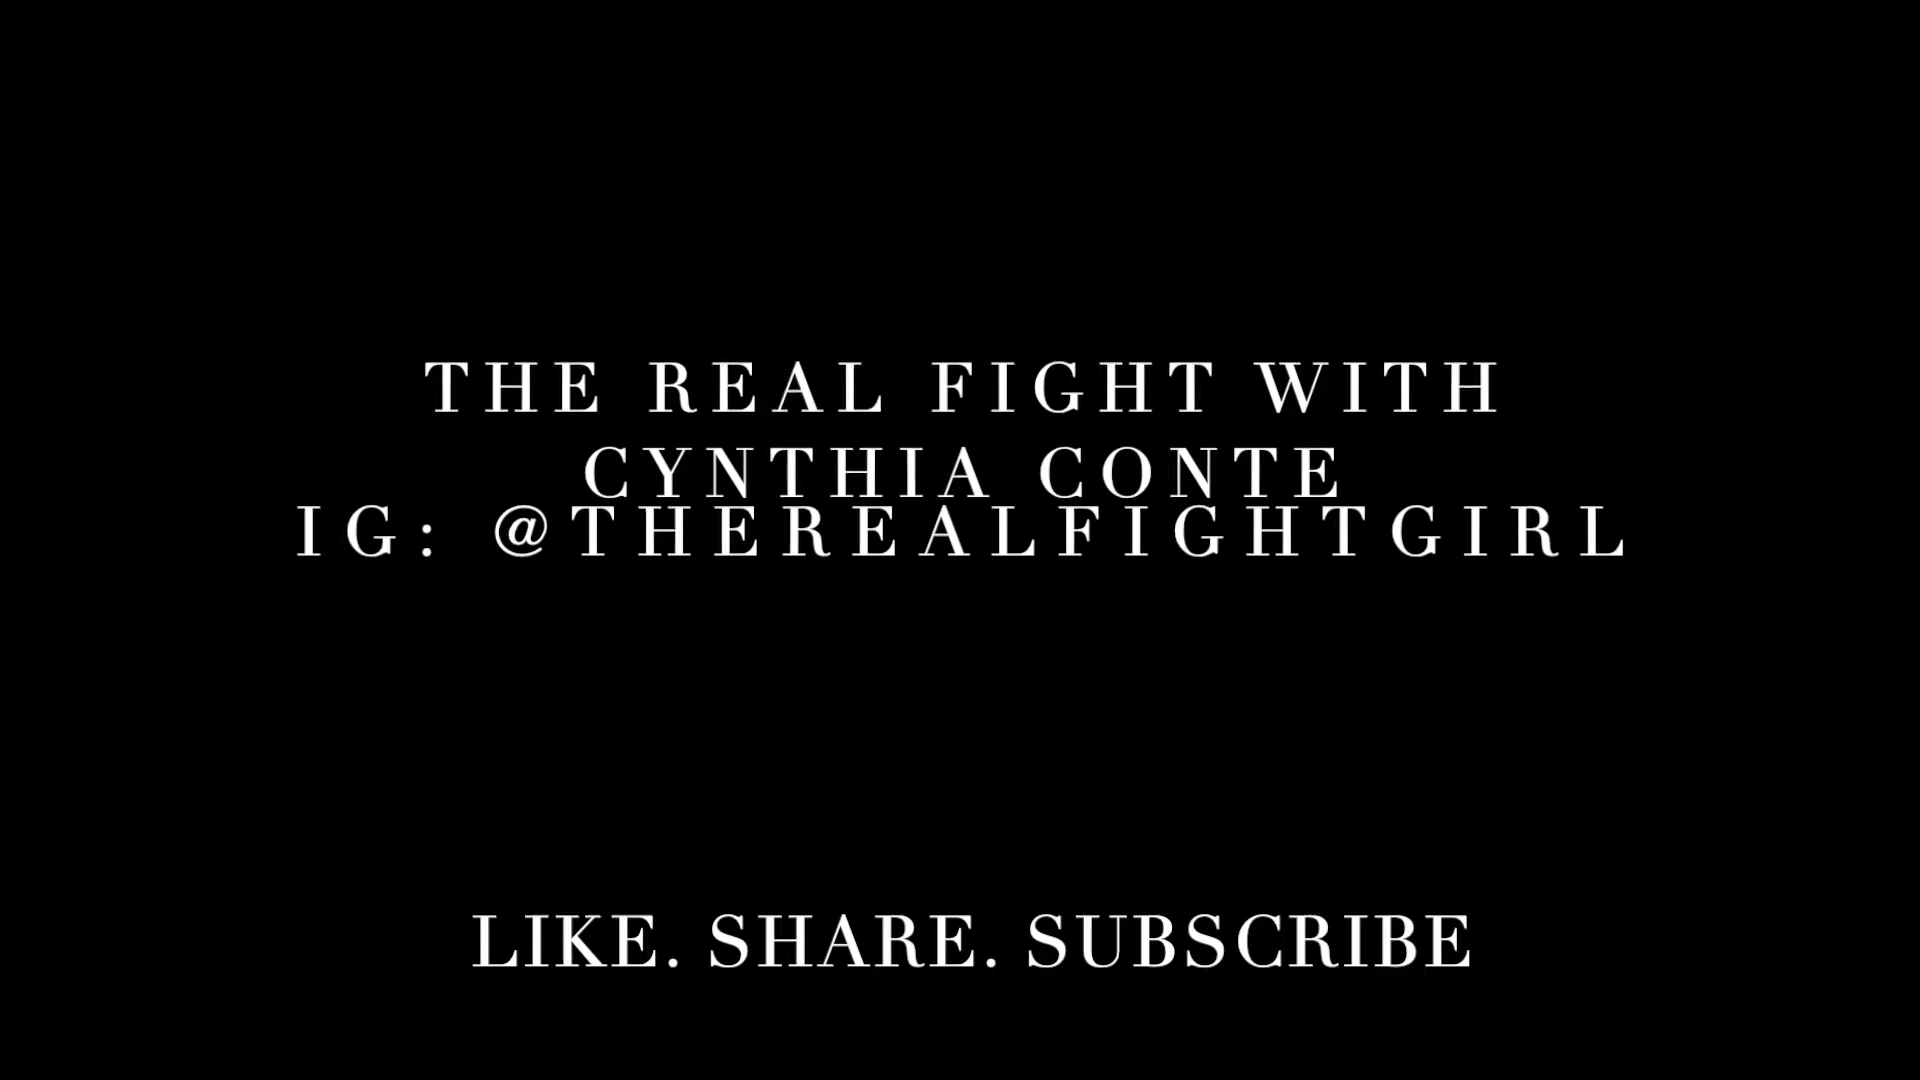 THE REAL FIGHT WITH
CYNTHIA CONTE
IG: @THEREALFIGHTGIRL
LIKE. SHARE. SUBSCRIBE